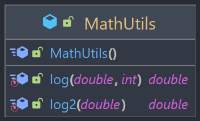 MathUtils
MathUtils()
log(double, int) double
log2(double) double